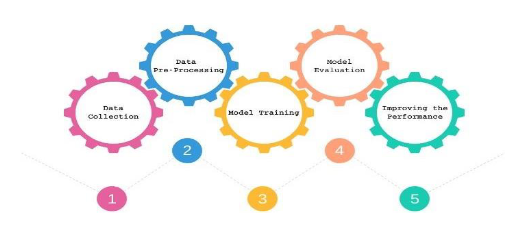 Data
Collection
Data
Pre-Processing
Model Training
Model
Evaluation
Improving the
Performance
1
2
3
4
5